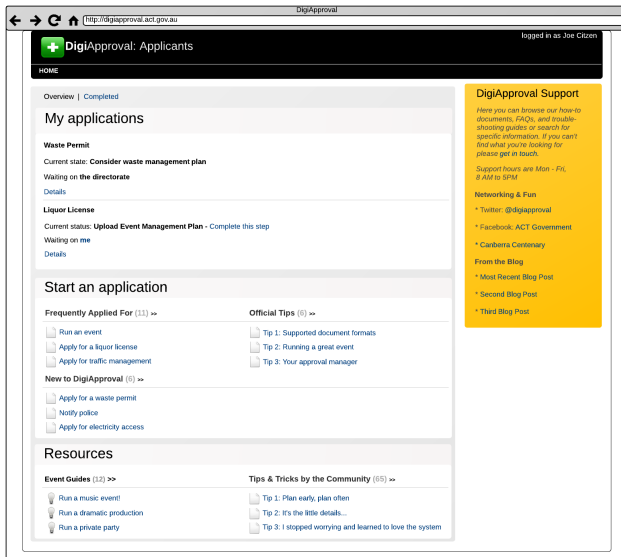 DigiApproval
http://digiapproval.act.gov.au
logged in as Joe Citzen
DigiApproval: Applicants
HOME
Overview | Completed
My applications
Waste Permit
Current state: Consider waste management plan
Waiting on the directorate
Details
Liquor License
Current status: Upload Event Management Plan - Complete this step
Waiting on me
Details
Start an application
Frequently Applied For (11) >>
Run an event
Apply for a liquor license
Apply for traffic management
New to DigiApproval (6) >>
Apply for a waste permit
Notify police
Apply for electricity access
Official Tips (6) >>
Tip 1: Supported document formats
Tip 2: Running a great event
Tip 3: Your approval manager
Resources
Event Guides (12) >>
Run a music event!
Run a dramatic production
Run a private party
Tips & Tricks by the Community (65) >>
Tip 1: Plan early, plan often
Tip 2: It's the little details...
Tip 3: I stopped worrying and learned to love the system
DigiApproval Support
Here you can browse our how-to
documents, FAQs, and trouble-
shooting guides or search for
specific information. If you can't
find what you're looking for
please get in touch.
Support hours are Mon - Fri,
8 AM to 5PM
Networking & Fun
* Twitter: @digiapproval
* Facebook: ACT Government
* Canberra Centenary
From the Blog
* Most Recent Blog Post
* Second Blog Post
* Third Blog Post